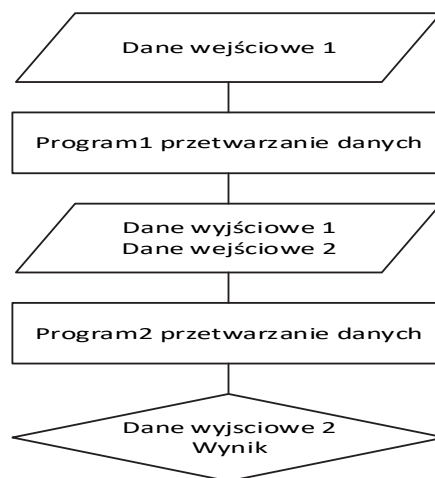 Dane wejściowe 1
Program1 przetwarzanie danych
Dane wyjściowe 1
Dane wejściowe 2
Program2 przetwarzanie danych
Dane wyjsciowe 2
Wynik